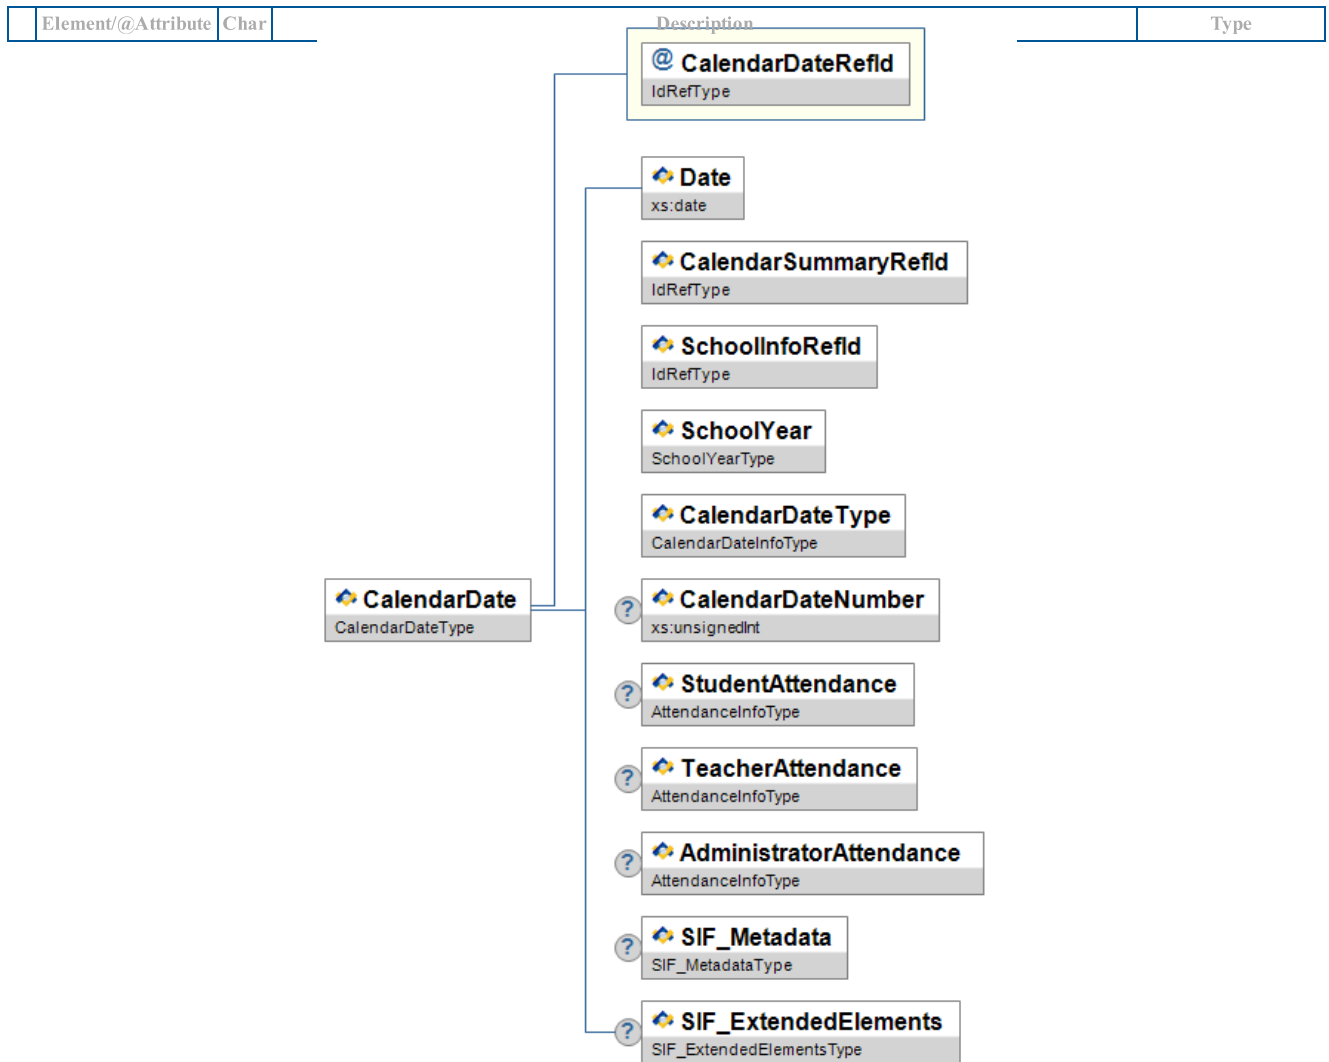 Element/@Attribute Char Description Type
@ CalendarDateRefId
IdRefType
Date
xs:date
CalendarSummaryRefId
IdRefType
SchoolInfoRefId
IdRefType
SchoolYear
SchoolYearType
CalendarDateType
CalendarDateInfoType
CalendarDate
CalendarDateType
? CalendarDateNumber
xs:unsignedInt
? StudentAttendance
AttendanceInfoType
? TeacherAttendance
AttendanceInfoType
? AdministratorAttendance
AttendanceInfoType
? SIF_Metadata
SIF_MetadataType
? SIF_ExtendedElements
SIF_ExtendedElementsType